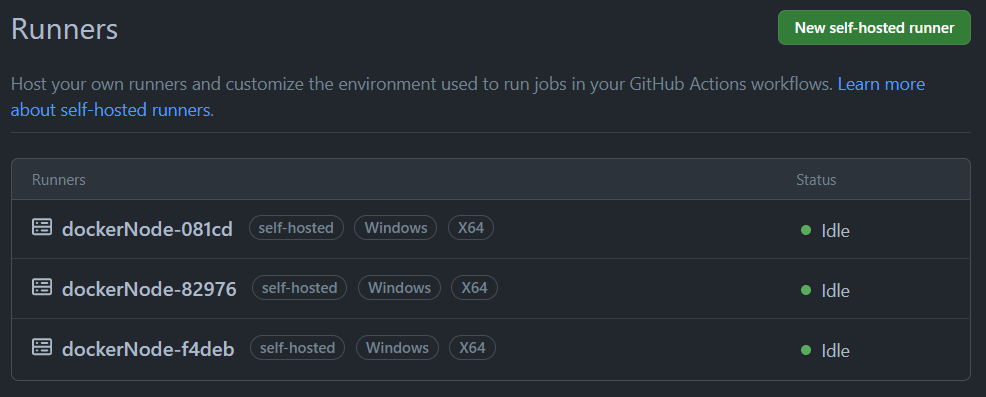 Runners
New self-hosted runner
Host your own runners and customize the environment used to run jobs in your GitHub Actions workflows. Learn more
about self-hosted runners.
Runners Status
dockerNode-081cd self-hosted Windows X64 Idle
dockerNode-82976 self-hosted Windows X64 Idle
dockerNode-f4deb self-hosted Windows X64 Idle